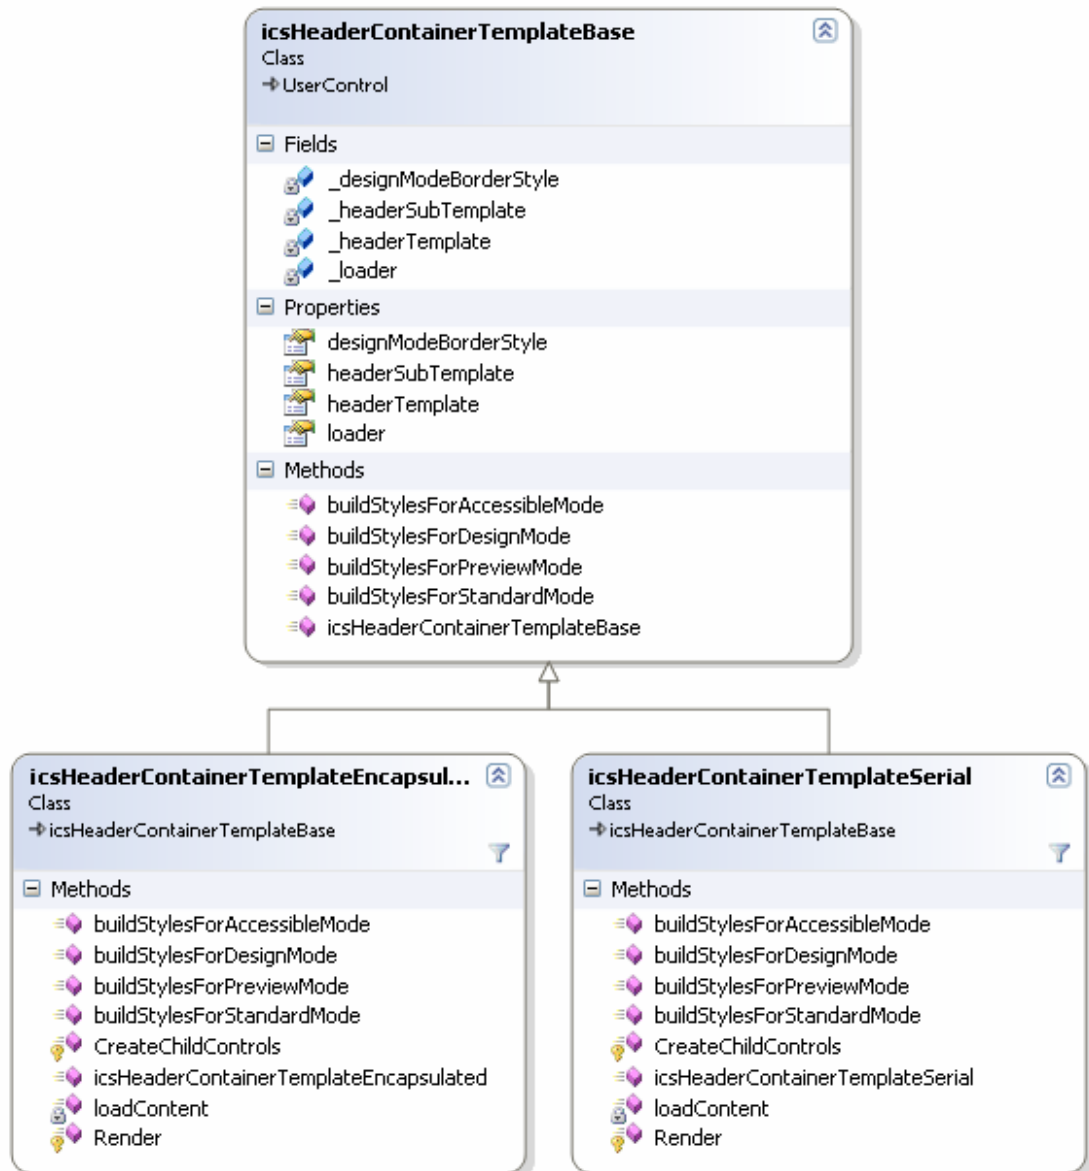 icsHeaderContainerTemplateBase
Class
UserControl
Fields
_designModeBorderStyle
_headerSubTemplate
_headerTemplate
_loader
Properties
designModeBorderStyle
headerSubTemplate
headerTemplate
loader
Methods
buildStylesForAccessibleMode
buildStylesForDesignMode
buildStylesForPreviewMode
buildStylesForStandardMode
icsHeaderContainerTemplateBase
icsHeaderContainerTemplateEncapsul...
Class
icsHeaderContainerTemplateBase
Methods
buildStylesForAccessibleMode
buildStylesForDesignMode
buildStylesForPreviewMode
buildStylesForStandardMode
CreateChildControls
icsHeaderContainerTemplateEncapsulated
loadContent
Render
icsHeaderContainerTemplateSerial
Class
icsHeaderContainerTemplateBase
Methods
buildStylesForAccessibleMode
buildStylesForDesignMode
buildStylesForPreviewMode
buildStylesForStandardMode
CreateChildControls
icsHeaderContainerTemplateSerial
loadContent
Render